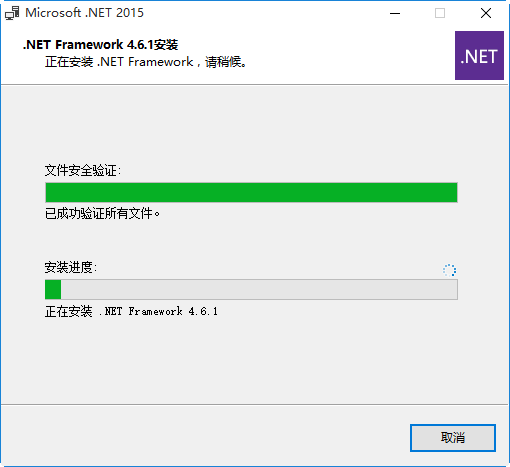 Microsoft .NET 2015
.NET Framework 4.6.1安装
正在安装 .NET Framework，请稍候。
.NET
文件安全验证:
已成功验证所有文件。
安装进度:
正在安装 .NET Framework 4.6.1
取消